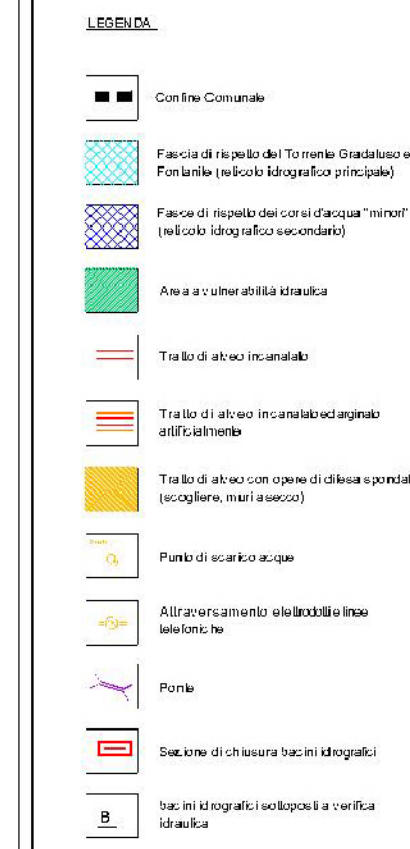 LEGENDA
Confine Comunale
Fascia di rispetto del Torrente Gradaluso e
Fontanile (reticolo idrografico principale)
Fasce di rispetto dei corsi d'acqua "minori"
(reticolo idrografico secondario)
Area a vulnerabilità idraulica
Tratto di alveo incanalato
Tratto di alveo incanalato ed arginato
artificialmente
Tratto di alveo con opere di difesa spondal
(scogliere, muri a secco)
Punto di scarico acque
Attraversamento elettrodotti e linee
telefoniche
Ponte
Sezione di chiusura bacini idrografici
bacini idrografici sottoposti a verifica
idraulica
B